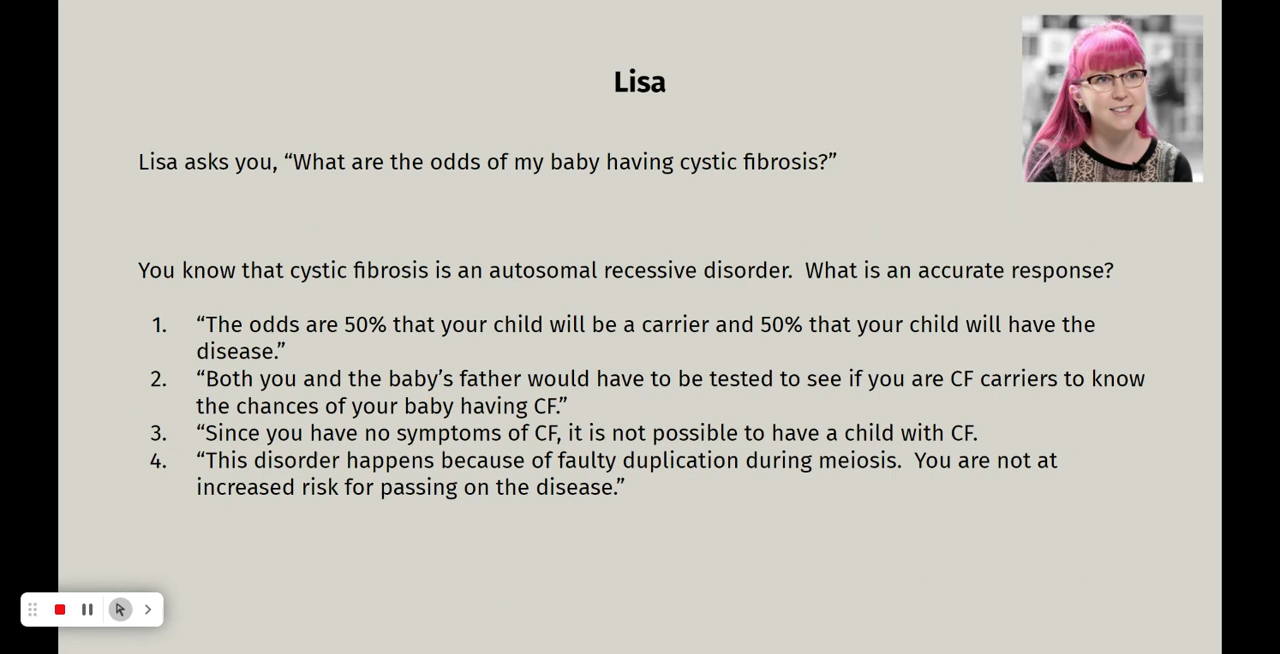 Lisa
Lisa asks you, “What are the odds of my baby having cystic fibrosis?”
You know that cystic fibrosis is an autosomal recessive disorder.  What is an accurate response?
1. “The odds are 50% that your child will be a carrier and 50% that your child will have the
disease.”
2. “Both you and the baby’s father would have to be tested to see if you are CF carriers to know
the chances of your baby having CF.”
3. “Since you have no symptoms of CF, it is not possible to have a child with CF.
4. “This disorder happens because of faulty duplication during meiosis.  You are not at
increased risk for passing on the disease.”